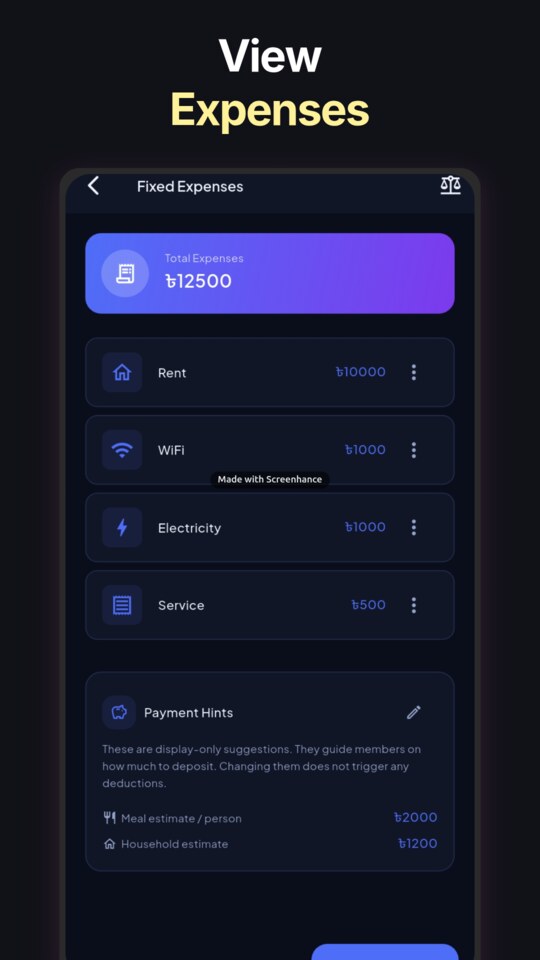 View
Expenses
Fixed Expenses
Total Expenses
৳12500
Rent
৳10000
WiFi
৳1000
Made with Screenhance
Electricity
৳1000
Service
৳500
Payment Hints
These are display-only suggestions. They guide members on
how much to deposit. Changing them does not trigger any
deductions.
Meal estimate / person
৳2000
Household estimate
৳1200